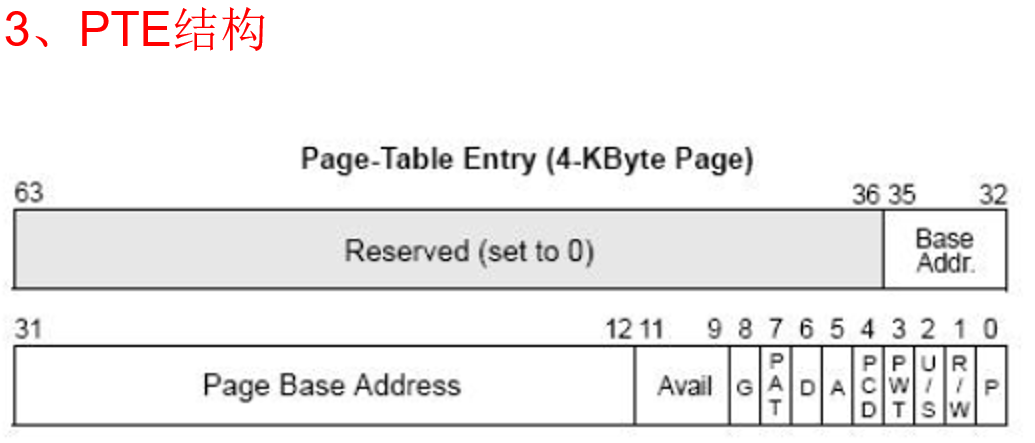 3、PTE结构
Page-Table Entry (4-KByte Page)
63 36 35 32
Reserved (set to 0) Base Addr.
31 12 11 9 8 7 6 5 4 3 2 1 0
Page Base Address Avail G PAT D A PCD PWT U/S R/W P